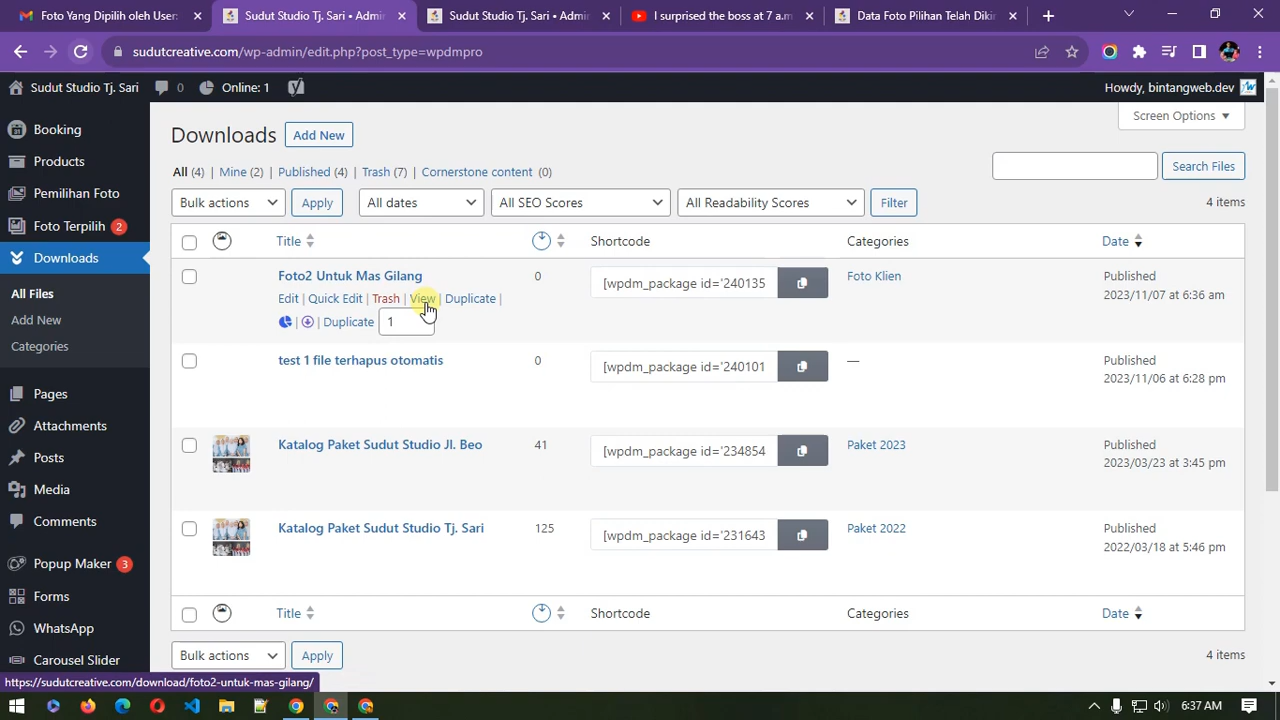 Foto Yang Dipilih oleh User:
Sudut Studio Tj. Sari • Admi
Sudut Studio Tj. Sari • Admi
I surprised the boss at 7 a.m
Data Foto Pilihan Telah Diki
sudutcreative.com/wp-admin/edit.php?post_type=wpdmpro
Sudut Studio Tj. Sari
0
Online: 1
Howdy, bintangweb.dev
Booking
Products
Pemilihan Foto
Foto Terpilih 2
Downloads
All Files
Add New
Categories
Pages
Attachments
Posts
Media
Comments
Popup Maker 3
Forms
WhatsApp
Carousel Slider
Screen Options
Downloads Add New
All (4) | Mine (2) | Published (4) | Trash (7) | Cornerstone content (0)
Search Files
Bulk actions Apply All dates All SEO Scores All Readability Scores Filter 4 items
Title Shortcode Categories Date
Foto2 Untuk Mas Gilang 0 [wpdm_package id='240135 Foto Klien Published
Edit | Quick Edit | Trash | View | Duplicate | 2023/11/07 at 6:36 am
| Duplicate 1
test 1 file terhapus otomatis 0 [wpdm_package id='240101 — Published
2023/11/06 at 6:28 pm
Katalog Paket Sudut Studio Jl. Beo 41 [wpdm_package id='234854 Paket 2023 Published
2023/03/23 at 3:45 pm
Katalog Paket Sudut Studio Tj. Sari 125 [wpdm_package id='231643 Paket 2022 Published
2022/03/18 at 5:46 pm
Title Shortcode Categories Date
Bulk actions Apply 4 items
https://sudutcreative.com/download/foto2-untuk-mas-gilang/
6:37 AM